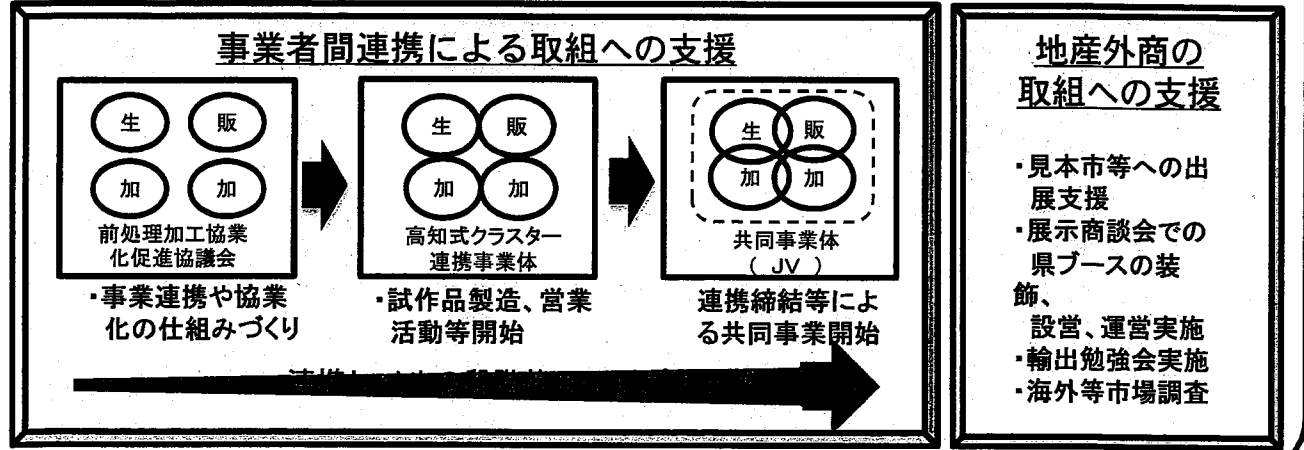 事業者間連携による取組への支援
生 販
加 加
前処理加工協業
化促進協議会
・事業連携や協業
化の仕組みづくり
生 販
加 加
高知式クラスター
連携事業体
・試作品製造、営業
活動等開始
生 販
加 加
共同事業体
( JV )
連携締結等によ
る共同事業開始
地産外商の
取組への支援
・見本市等への出
展支援
・展示商談会での
県ブースの装
飾、
設営、運営実施
・輸出勉強会実施
・海外等市場調査